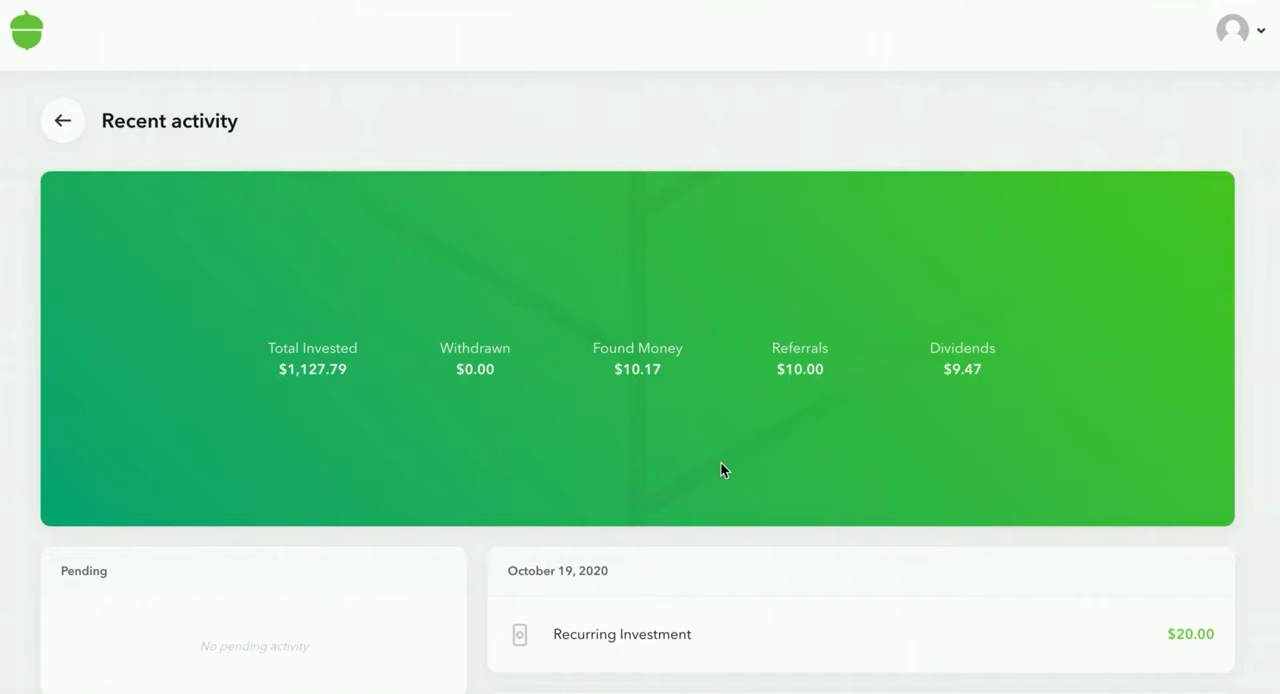 Recent activity
Total Invested Withdrawn Found Money Referrals Dividends
$1,127.79 $0.00 $10.17 $10.00 $9.47
Pending
No pending activity
October 19, 2020
Recurring Investment $20.00